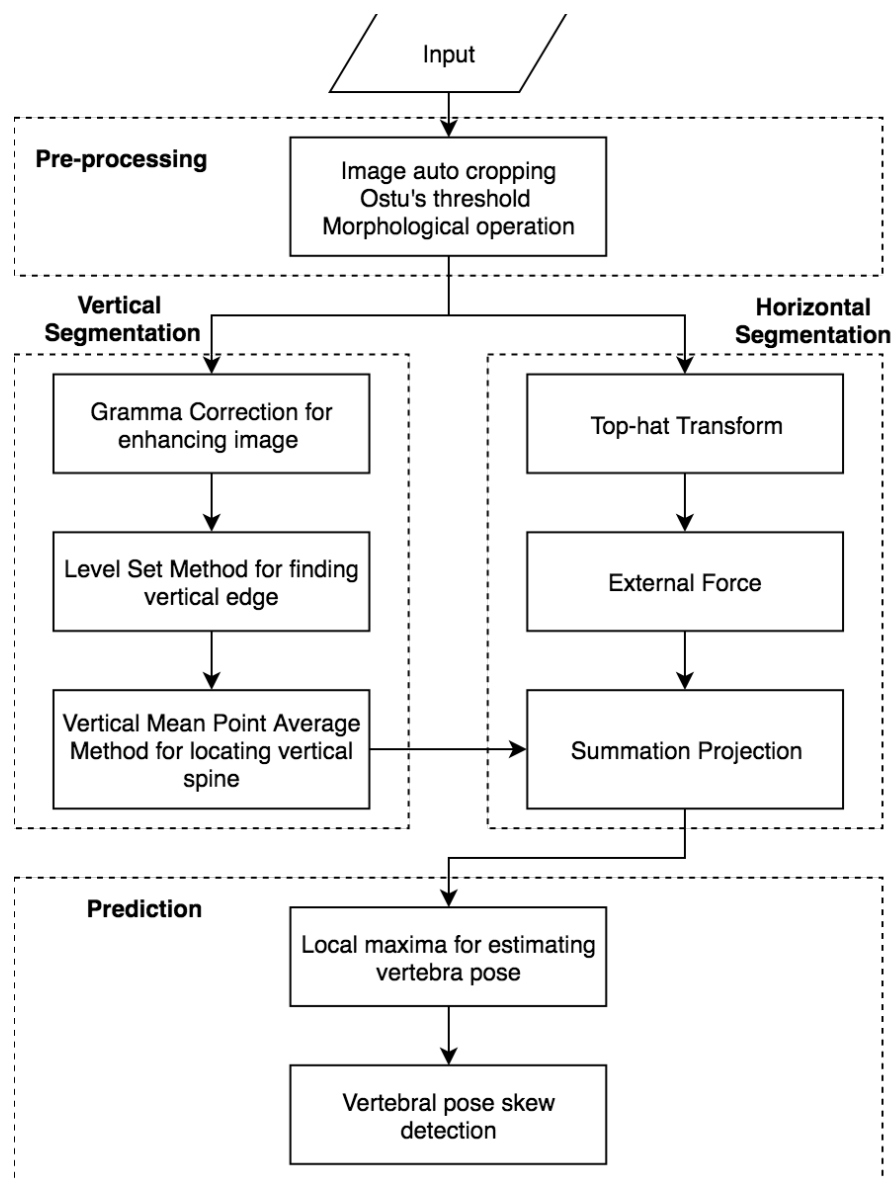 Input
Pre-processing
Image auto cropping
Ostu's threshold
Morphological operation
Vertical
Segmentation
Horizontal
Segmentation
Gramma Correction for
enhancing image
Top-hat Transform
Level Set Method for finding
vertical edge
External Force
Vertical Mean Point Average
Method for locating vertical
spine
Summation Projection
Prediction
Local maxima for estimating
vertebra pose
Vertebral pose skew
detection